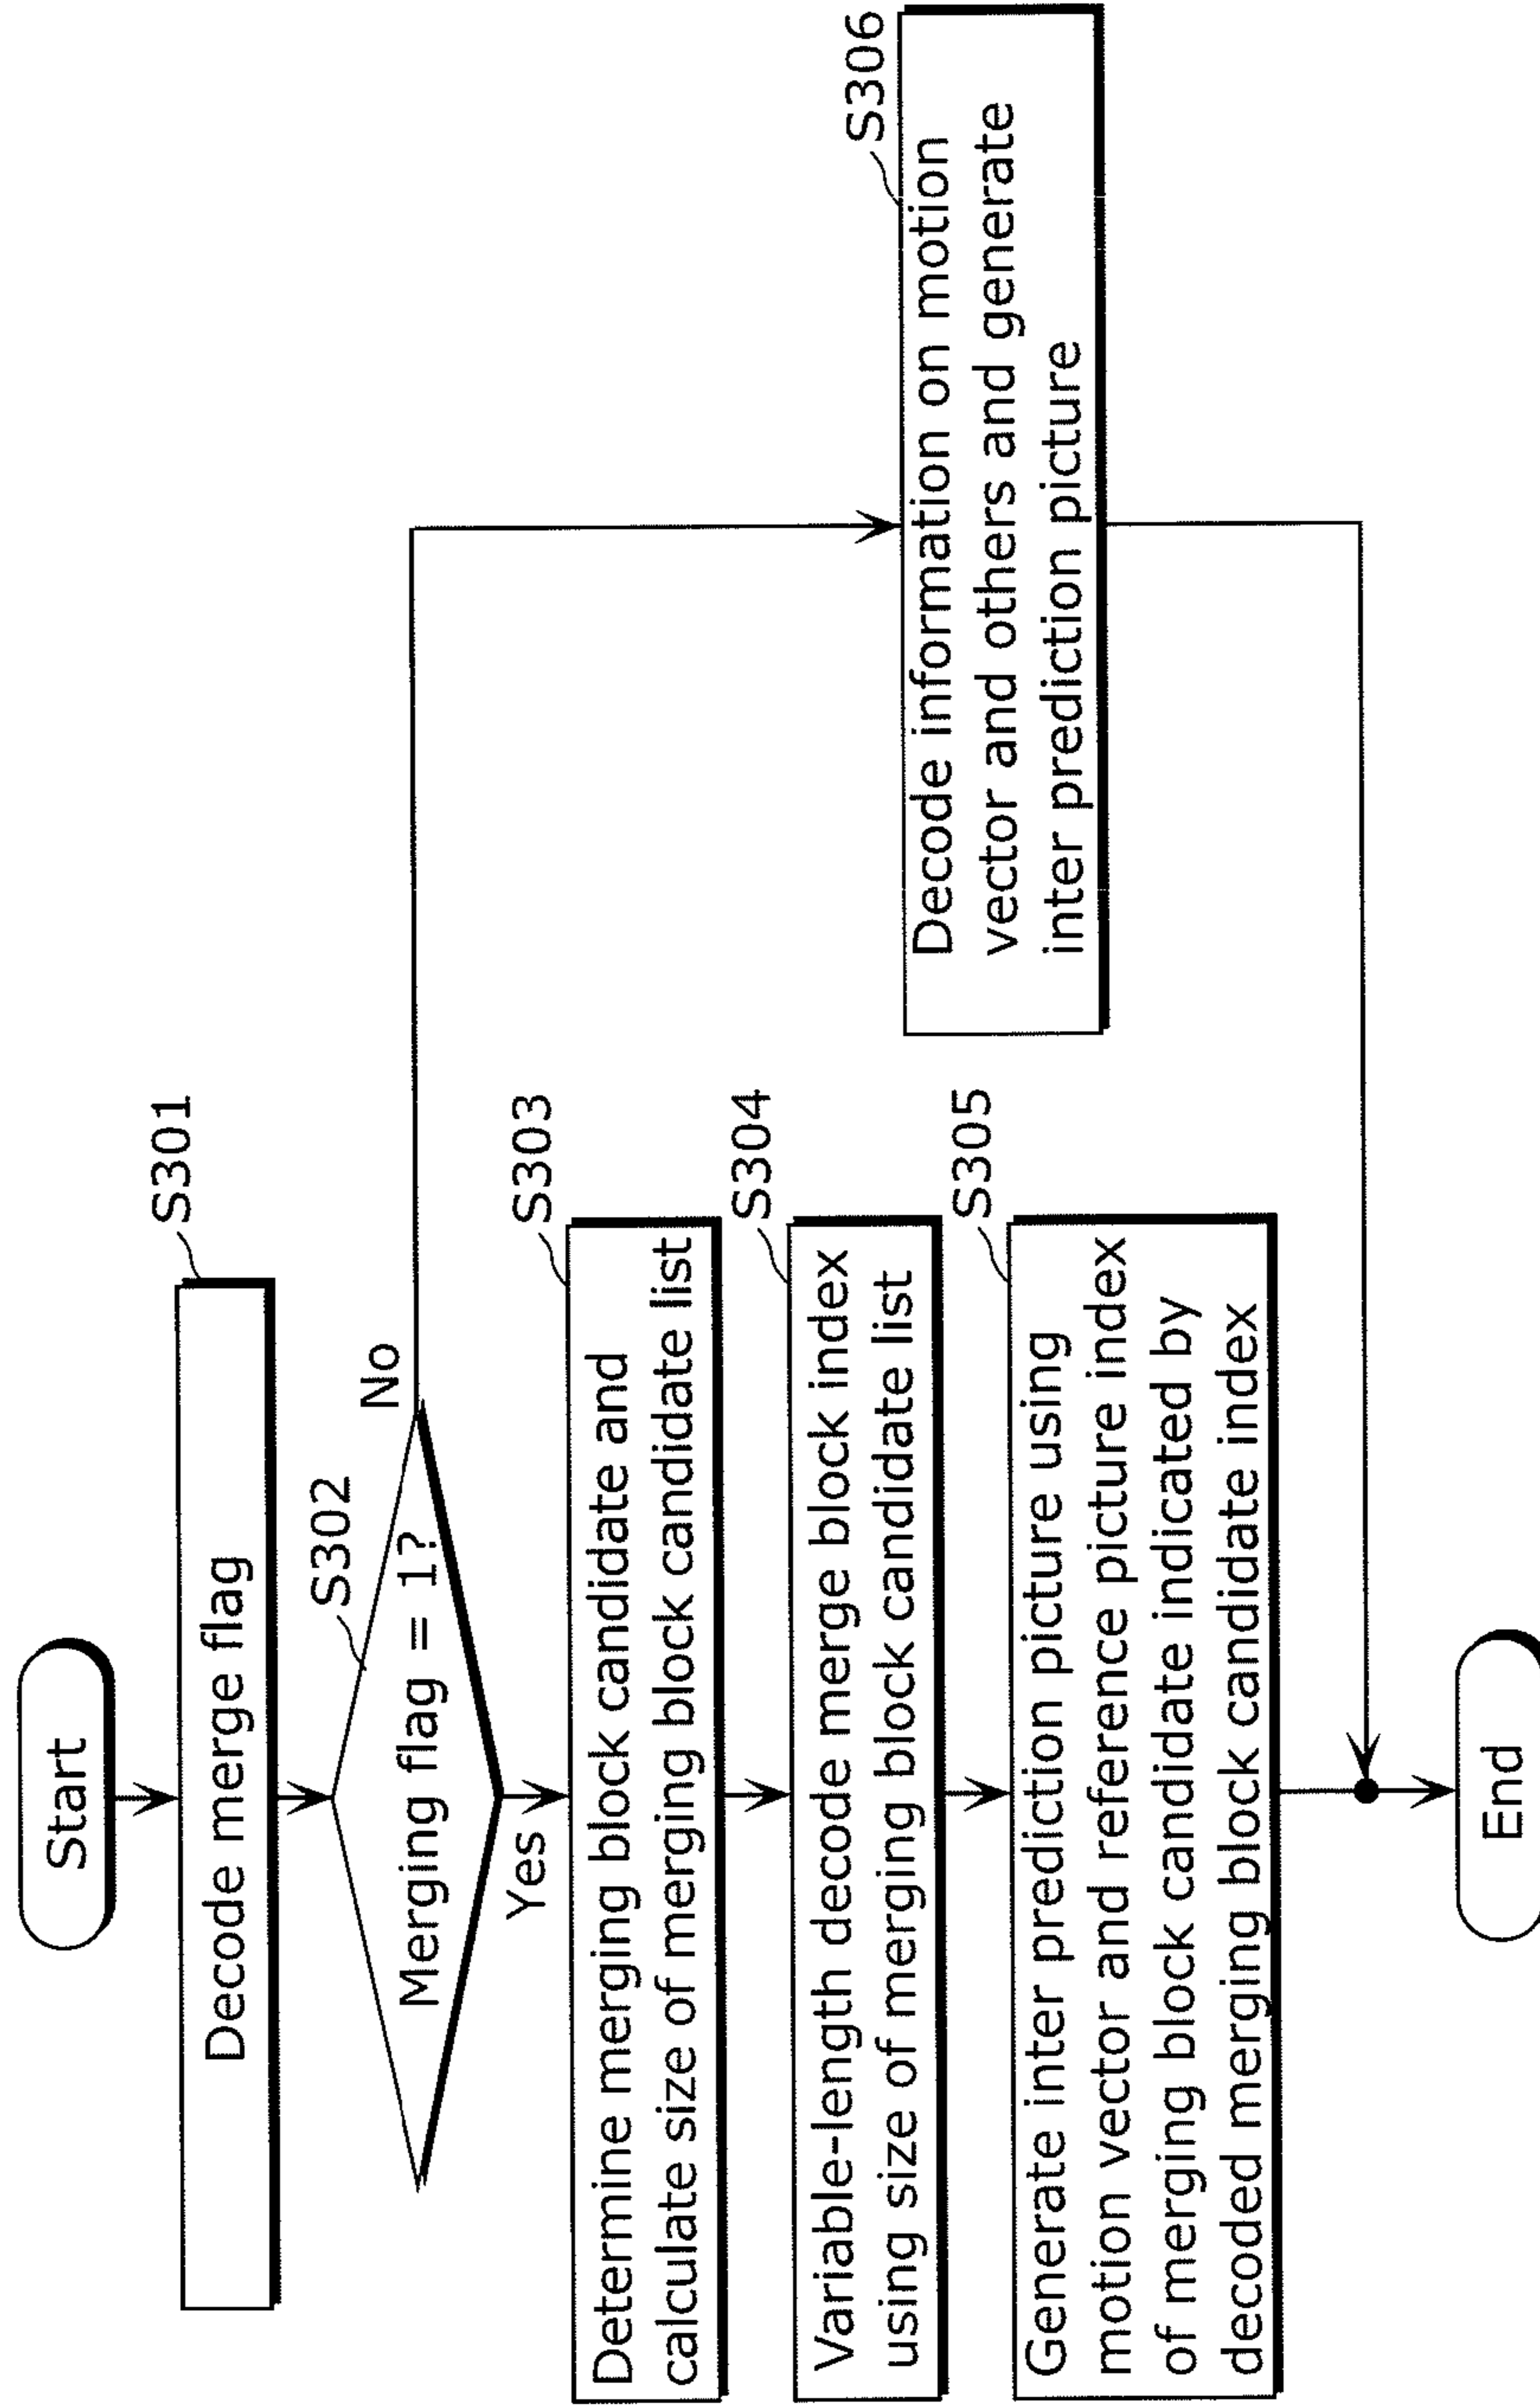 Start
S301
Decode merge flag
S302
Merging flag = 1?
No
Yes
S303
Determine merging block candidate and
calculate size of merging block candidate list
S304
Variable-length decode merge block index
using size of merging block candidate list
S305
Generate inter prediction picture using
motion vector and reference picture index
of merging block candidate indicated by
decoded merging block candidate index
S306
Decode information on motion
vector and others and generate
inter prediction picture
End